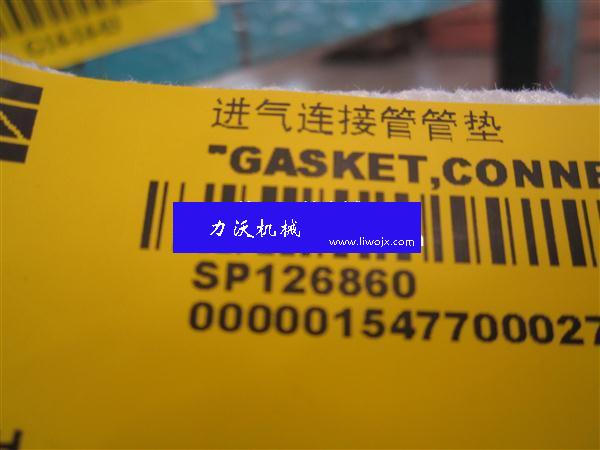 进气连接管管垫
"GASKET,CONNE
力沃机械
www.liwojx.com
SP126860
000001547700027